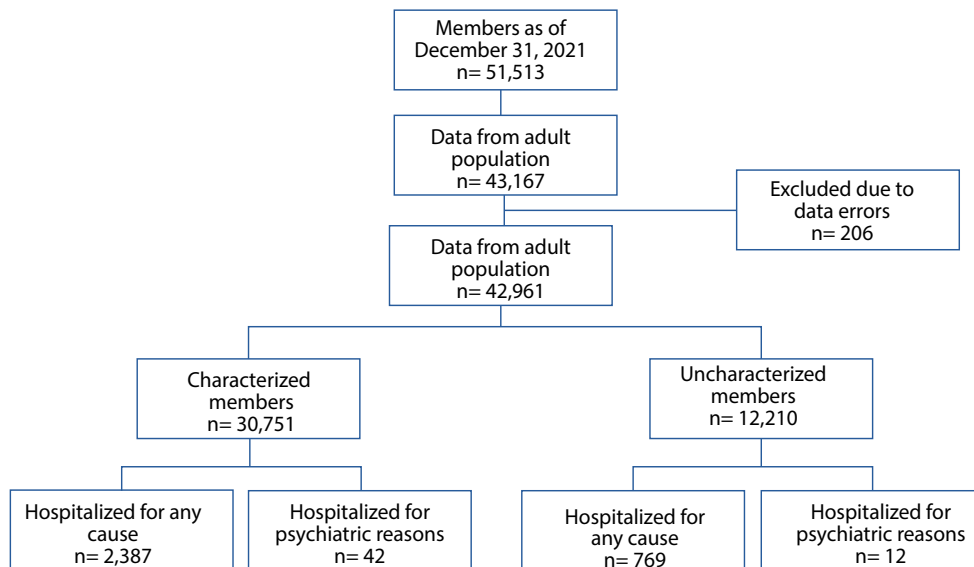 Members as of
December 31, 2021
n= 51,513
Data from adult
population
n= 43,167
Excluded due to
data errors
n= 206
Data from adult
population
n= 42,961
Characterized
members
n= 30,751
Uncharacterized
members
n= 12,210
Hospitalized for any
cause
n= 2,387
Hospitalized for
psychiatric reasons
n= 42
Hospitalized for
any cause
n= 769
Hospitalized for
psychiatric reasons
n= 12